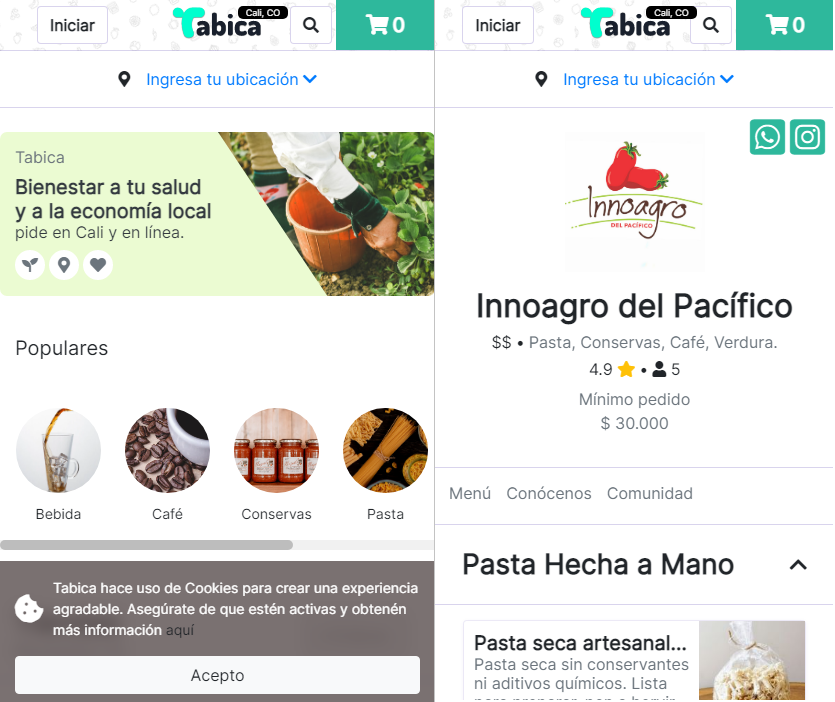 Iniciar
Tabica
Cali, CO
0
Ingresa tu ubicación
Tabica
Bienestar a tu salud
y a la economía local
pide en Cali y en línea.
Populares
Bebida
Café
Conservas
Pasta
Tabica hace uso de Cookies para crear una experiencia
agradable. Asegúrate de que estén activas y obtenén
más información aquí
Acepto
Iniciar
Tabica
Cali, CO
0
Ingresa tu ubicación
Innoagro
DEL PACÍFICO
Innoagro del Pacífico
$$ • Pasta, Conservas, Café, Verdura.
4.9 • 5
Mínimo pedido
$ 30.000
Menú Conócenos Comunidad
Pasta Hecha a Mano
Pasta seca artesanal...
Pasta seca sin conservantes
ni aditivos químicos. Lista